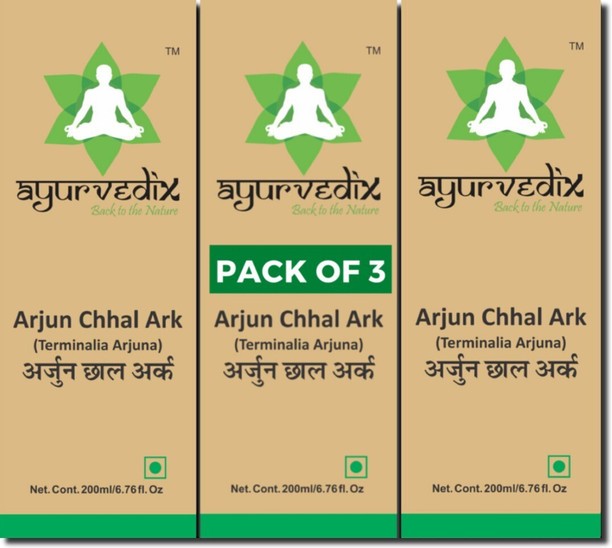 TM
ayurvedix
Back to the Nature
Arjun Chhal Ark
(Terminalia Arjuna)
अर्जुन छाल अर्क
Net. Cont. 200ml/6.76 fl. Oz
TM
ayurvedix
Back to the Nature
PACK OF 3
Arjun Chhal Ark
(Terminalia Arjuna)
अर्जुन छाल अर्क
Net. Cont. 200ml/6.76 fl. Oz
TM
ayurvedix
Back to the Nature
Arjun Chhal Ark
(Terminalia Arjuna)
अर्जुन छाल अर्क
Net. Cont. 200ml/6.76 fl. Oz